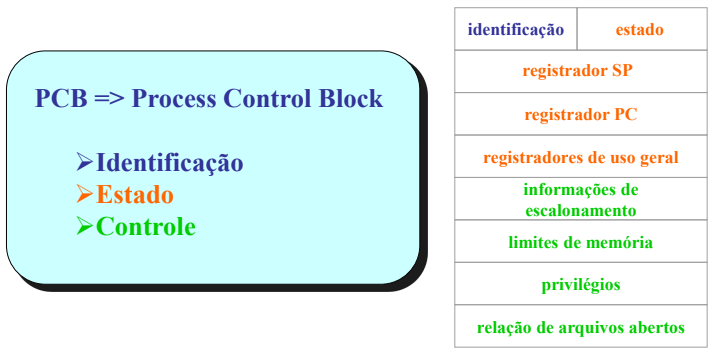 PCB => Process Control Block
➢Identificação
➢Estado
➢Controle
identificação
estado
registrador SP
registrador PC
registradores de uso geral
informações de
escalonamento
limites de memória
privilégios
relação de arquivos abertos